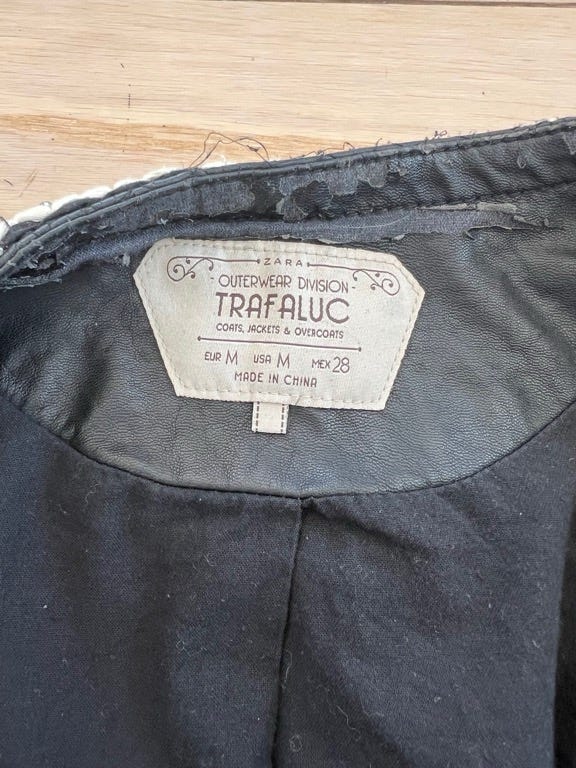 ZARA
- OUTERWEAR DIVISION -
TRAFALUC
COATS, JACKETS & OVERCOATS
EUR M USA M MEX 28
MADE IN CHINA